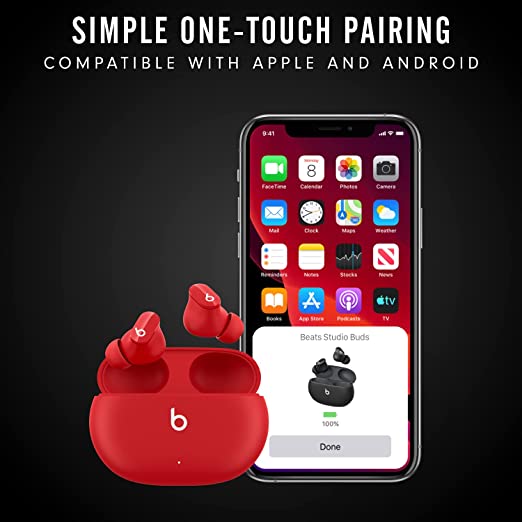 SIMPLE ONE-TOUCH PAIRING
COMPATIBLE WITH APPLE AND ANDROID
9:41
Monday
8
FaceTime Calendar Photos Camera
Mail Clock Maps Weather
Reminders Notes Stocks News
Books App Store Podcasts TV
tv
Beats Studio Buds
100%
Done
b
b
b